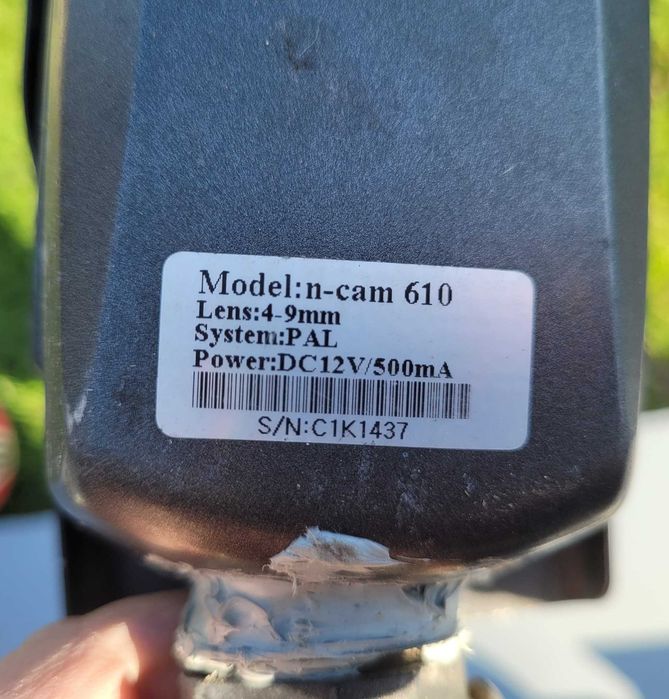 Model:n-cam 610
Lens:4-9mm
System:PAL
Power:DC12V/500mA
S/N:C1K1437